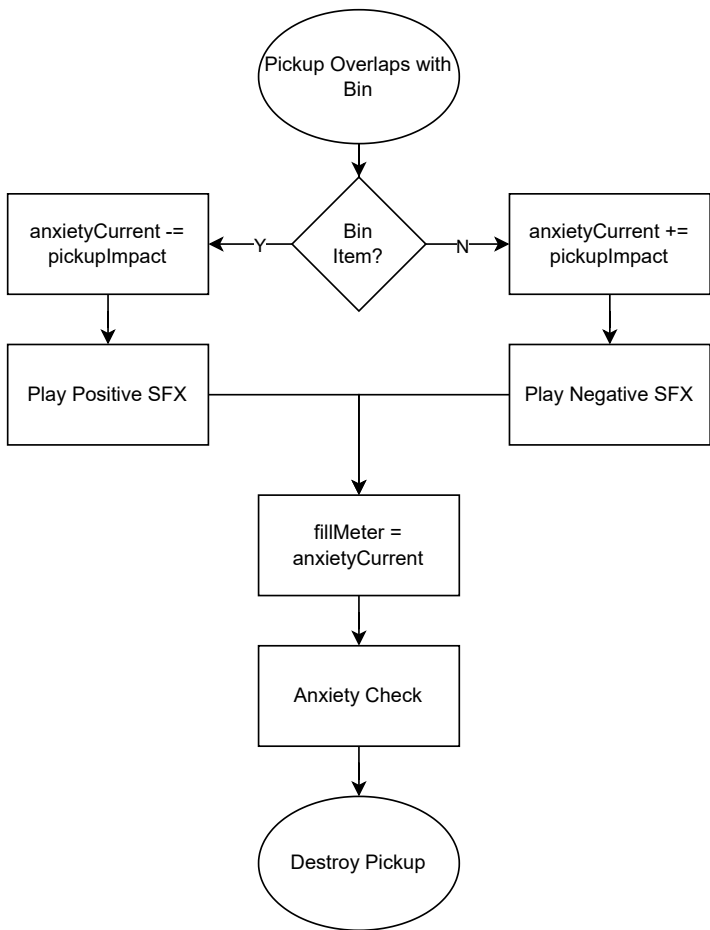 Pickup Overlaps with
Bin
Bin
Item?
Y
N
anxietyCurrent -=
pickupImpact
anxietyCurrent +=
pickupImpact
Play Positive SFX
Play Negative SFX
fillMeter =
anxietyCurrent
Anxiety Check
Destroy Pickup